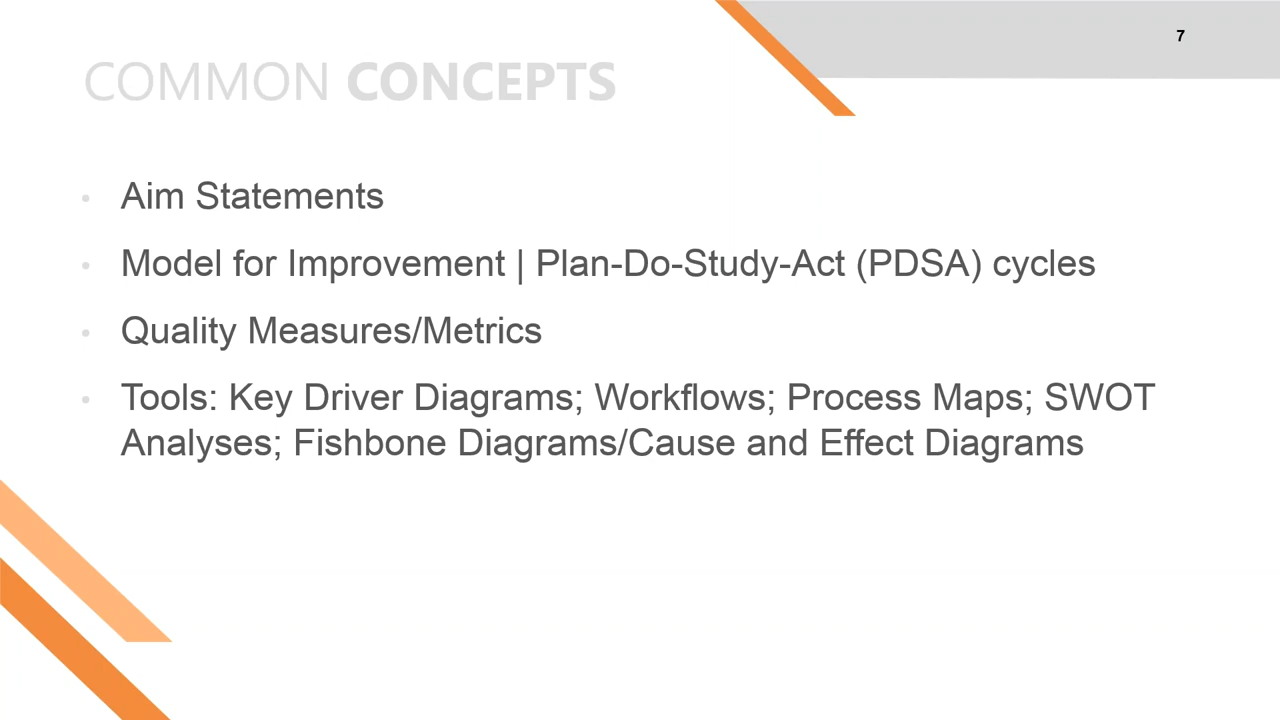 7
COMMON CONCEPTS
• Aim Statements
• Model for Improvement | Plan-Do-Study-Act (PDSA) cycles
• Quality Measures/Metrics
• Tools: Key Driver Diagrams; Workflows; Process Maps; SWOT
Analyses; Fishbone Diagrams/Cause and Effect Diagrams